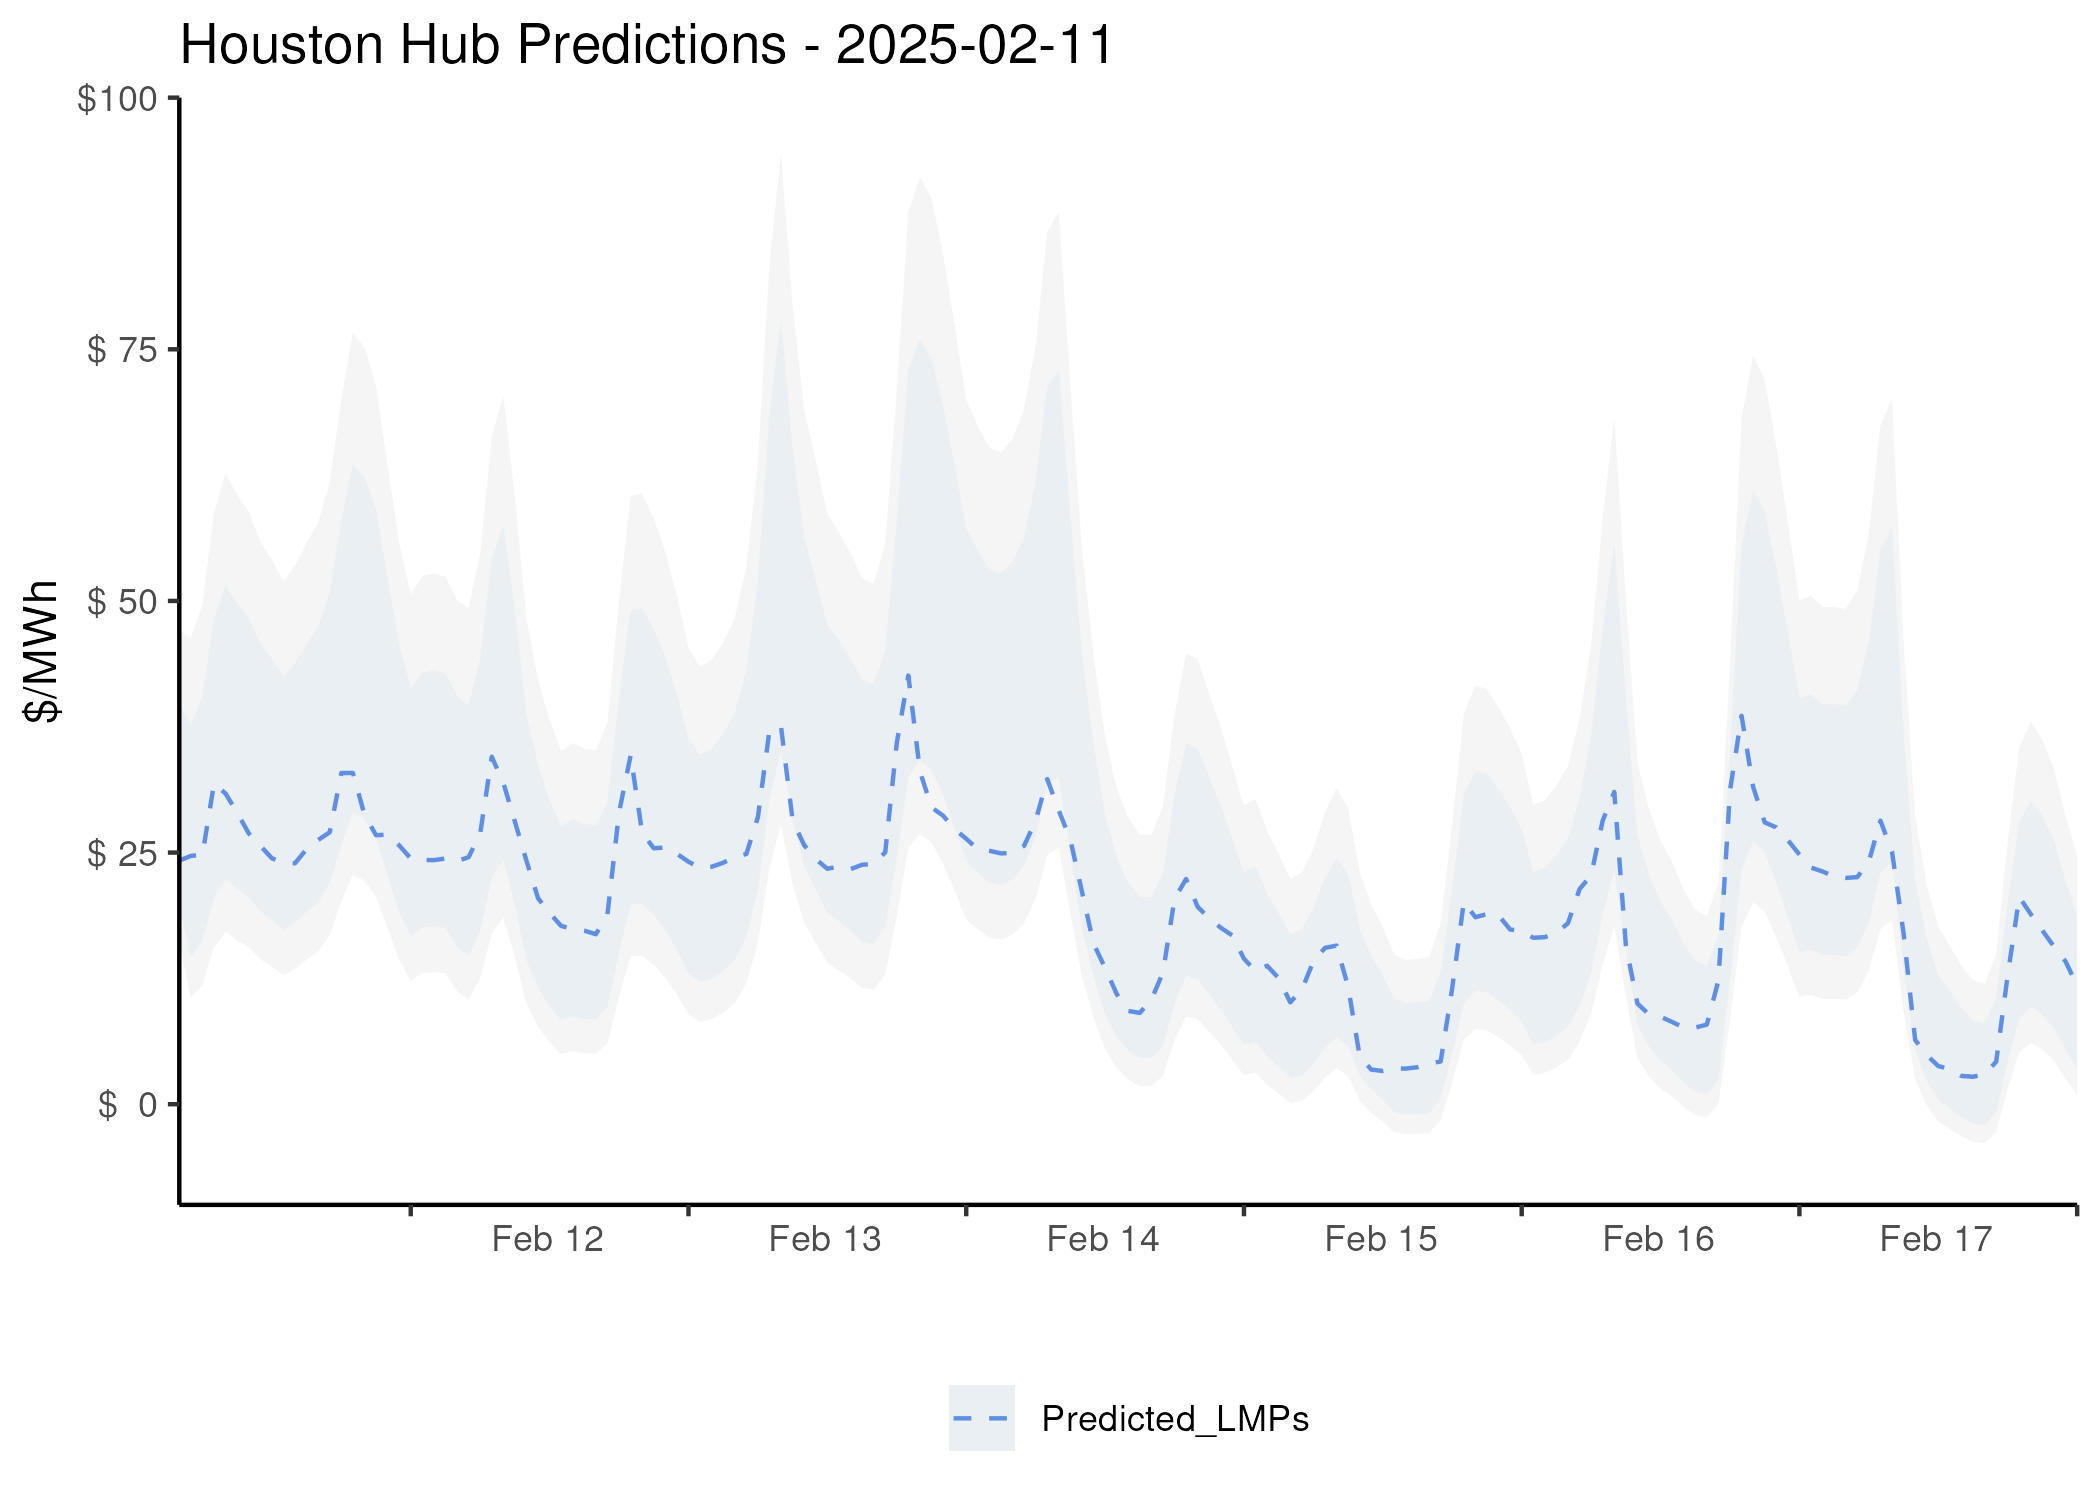 Houston Hub Predictions - 2025-02-11
$100
$ 75
$ 50
$ 25
$  0
$/MWh
Feb 12 Feb 13 Feb 14 Feb 15 Feb 16 Feb 17
Predicted_LMPs